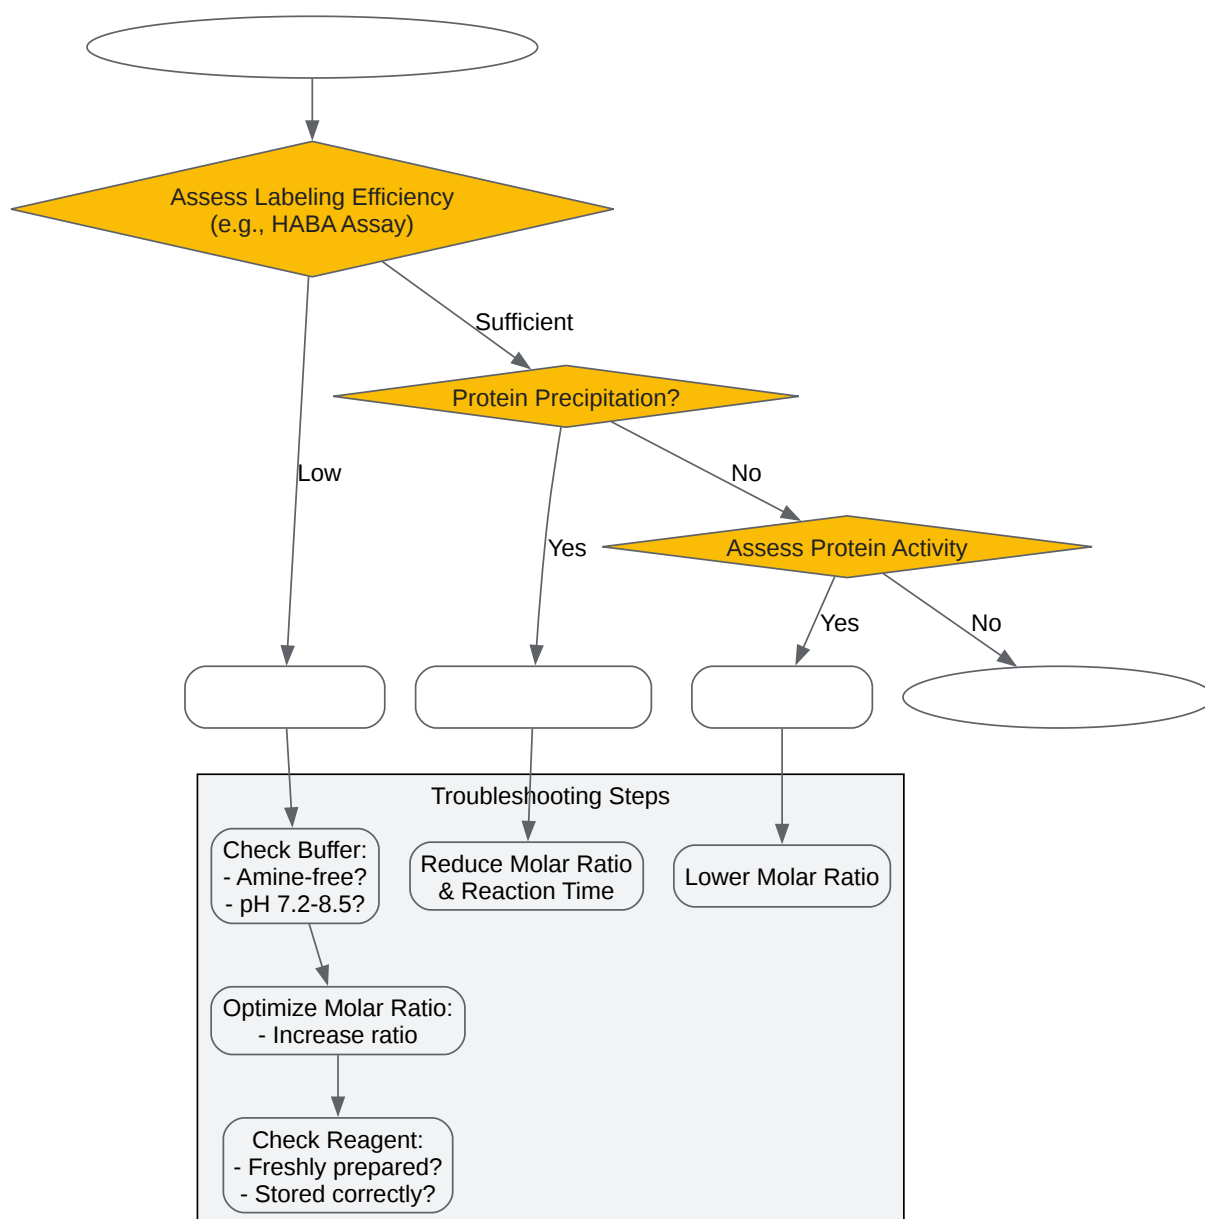 Assess Labeling Efficiency
(e.g., HABA Assay)
Sufficient
Protein Precipitation?
Low
No
Yes
Assess Protein Activity
Yes
No
Troubleshooting Steps
Check Buffer:
- Amine-free?
- pH 7.2-8.5?
Reduce Molar Ratio
& Reaction Time
Lower Molar Ratio
Optimize Molar Ratio:
- Increase ratio
Check Reagent:
- Freshly prepared?
- Stored correctly?